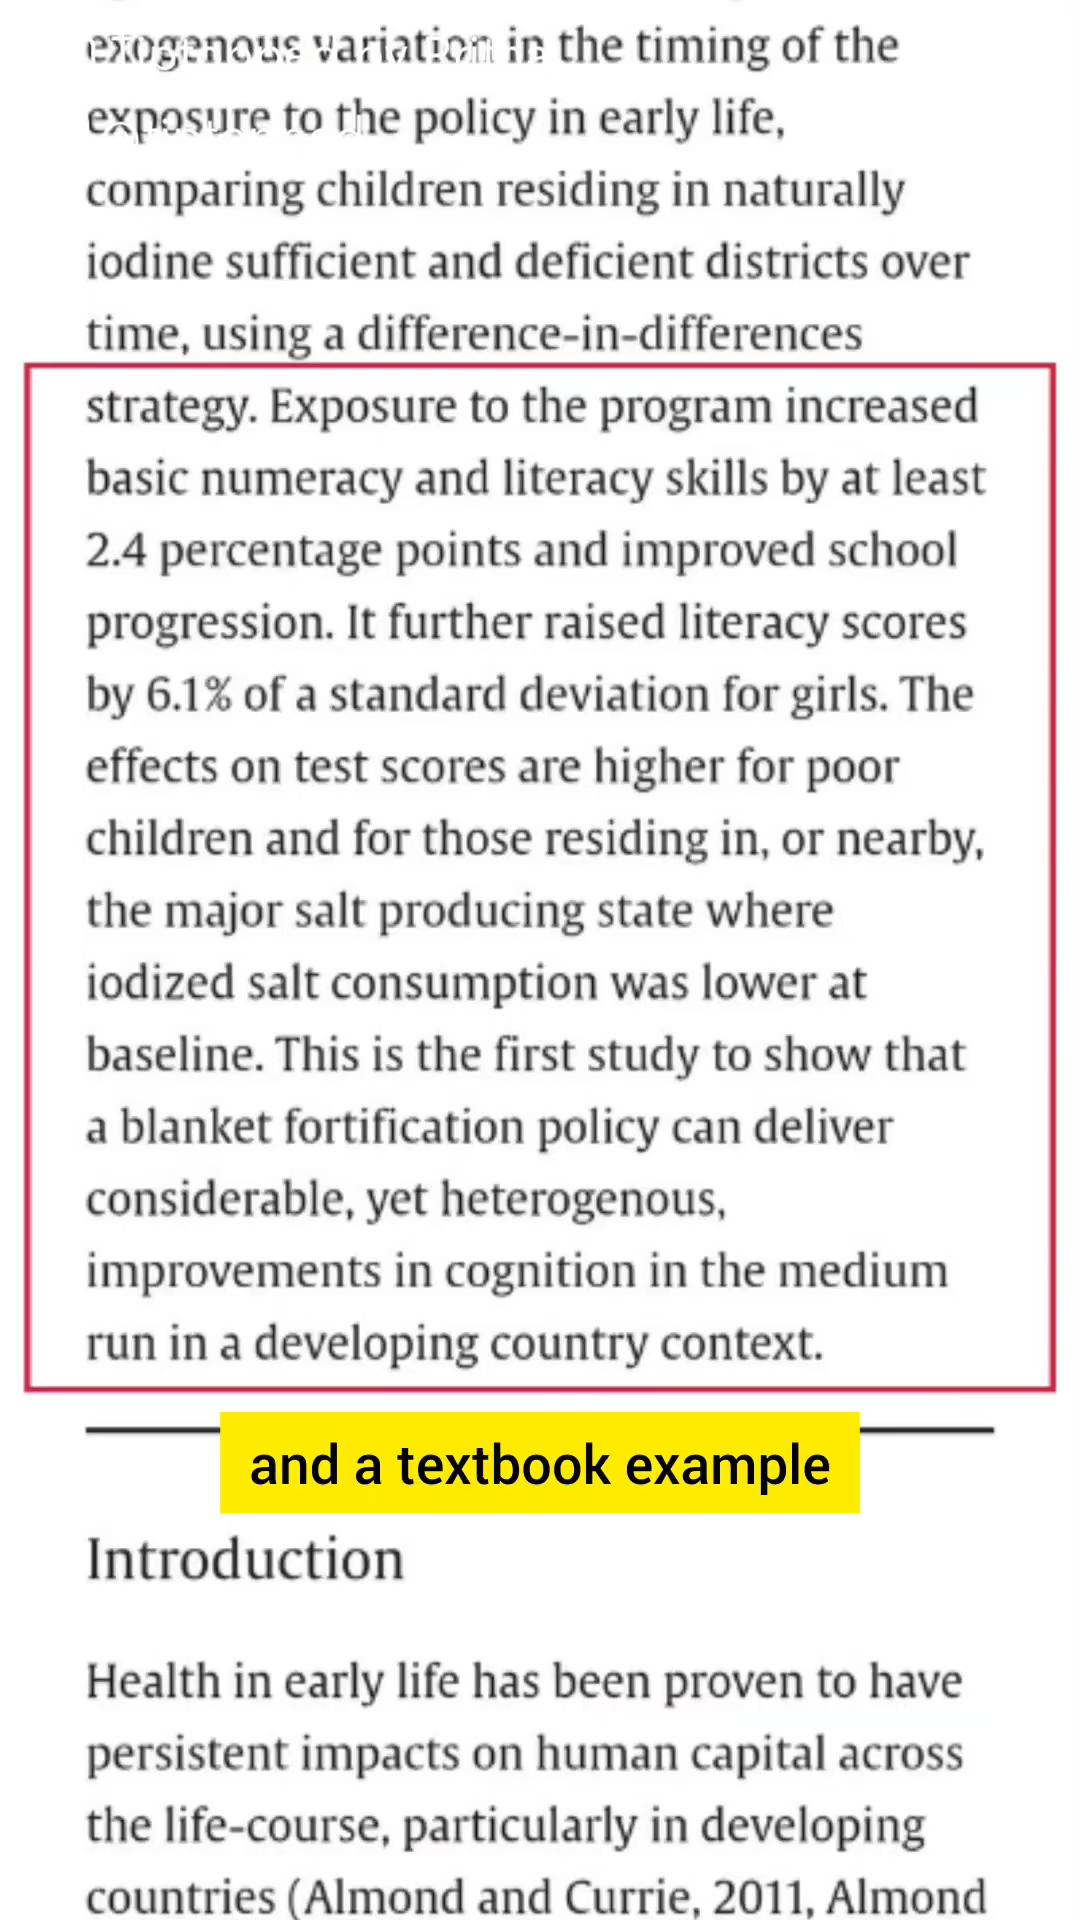 exogenous variation in the timing of the
exposure to the policy in early life,
comparing children residing in naturally
iodine sufficient and deficient districts over
time, using a difference-in-differences
strategy. Exposure to the program increased
basic numeracy and literacy skills by at least
2.4 percentage points and improved school
progression. It further raised literacy scores
by 6.1% of a standard deviation for girls. The
effects on test scores are higher for poor
children and for those residing in, or nearby,
the major salt producing state where
iodized salt consumption was lower at
baseline. This is the first study to show that
a blanket fortification policy can deliver
considerable, yet heterogenous,
improvements in cognition in the medium
run in a developing country context.
and a textbook example
Introduction
Health in early life has been proven to have
persistent impacts on human capital across
the life-course, particularly in developing
countries (Almond and Currie, 2011, Almond